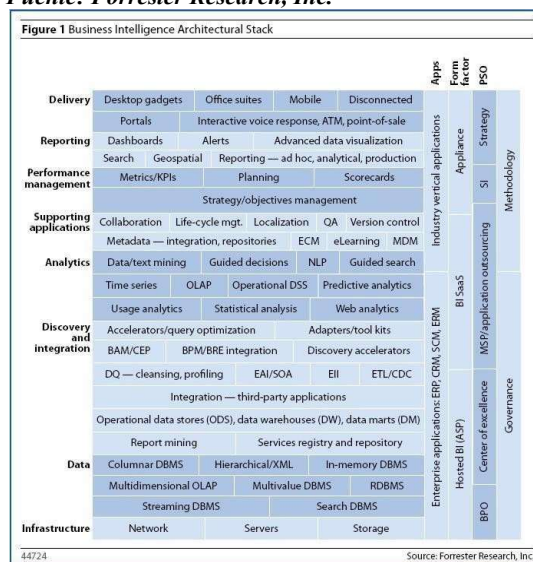 Fuente: Forrester Research, Inc.
Figure 1 Business Intelligence Architectural Stack
Apps
Form factor
PSO
Delivery
Desktop gadgets Office suites Mobile Disconnected
Portals Interactive voice response, ATM, point-of-sale
Reporting
Dashboards Alerts Advanced data visualization
Search Geospatial Reporting — ad hoc, analytical, production
Performance
management
Metrics/KPIs Planning Scorecards
Strategy/objectives management
Supporting
applications
Collaboration Life-cycle mgt. Localization QA Version control
Metadata — integration, repositories ECM eLearning MDM
Analytics
Data/text mining Guided decisions NLP Guided search
Time series OLAP Operational DSS Predictive analytics
Usage analytics Statistical analysis Web analytics
Discovery
and
integration
Accelerators/query optimization Adapters/tool kits
BAM/CEP BPM/BRE integration Discovery accelerators
DQ — cleansing, profiling EAI/SOA EII ETL/CDC
Integration — third-party applications
Operational data stores (ODS), data warehouses (DW), data marts (DM)
Report mining Services registry and repository
Data
Columnar DBMS Hierarchical/XML In-memory DBMS
Multidimensional OLAP Multivalue DBMS RDBMS
Streaming DBMS Search DBMS
Infrastructure
Network Servers Storage
Industry vertical applications
Enterprise applications: ERP, CRM, SCM, ERM
Appliance
BI SaaS
Hosted BI (ASP)
Strategy
SI
MSP/application outsourcing
Center of excellence
BPO
Methodology
Governance
44724
Source: Forrester Research, Inc.